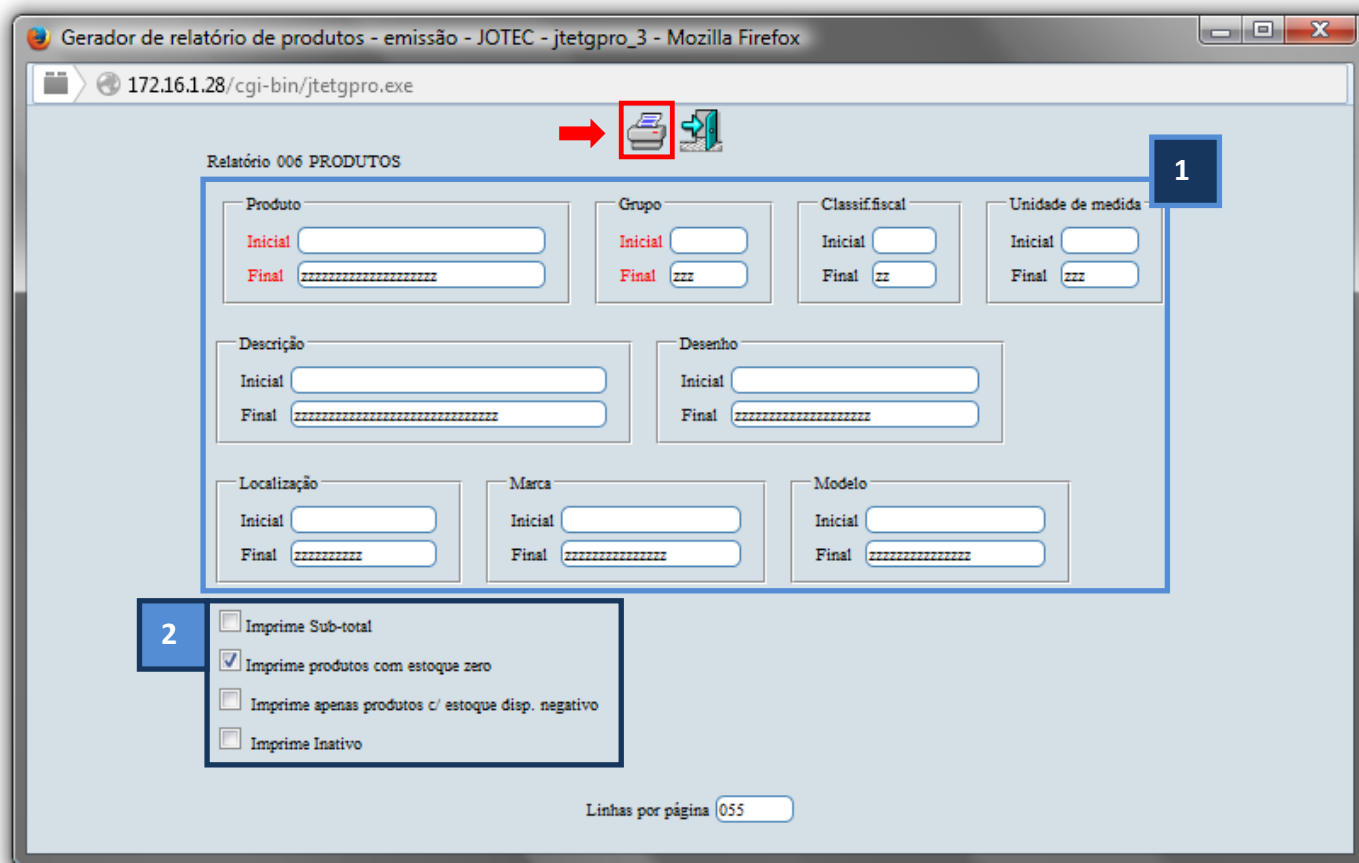 Gerador de relatório de produtos - emissão - JOTEC - jtetgpro_3 - Mozilla Firefox
172.16.1.28/cgi-bin/jtetgpro.exe
Relatório 006 PRODUTOS
1
Produto Grupo Classif.fiscal Unidade de medida
Inicial Inicial Inicial Inicial
Final zzzzzzzzzzzzzzzzzzzz Final zzz Final zz Final zzz
Descrição Desenho
Inicial Inicial
Final zzzzzzzzzzzzzzzzzzzzzzzzzzzzzz Final zzzzzzzzzzzzzzzzzzzz
Localização Marca Modelo
Inicial Inicial Inicial
Final zzzzzzzzzz Final zzzzzzzzzzzzzzz Final zzzzzzzzzzzzzzz
2
Imprime Sub-total
Imprime produtos com estoque zero
Imprime apenas produtos c/ estoque disp. negativo
Imprime Inativo
Linhas por página 055